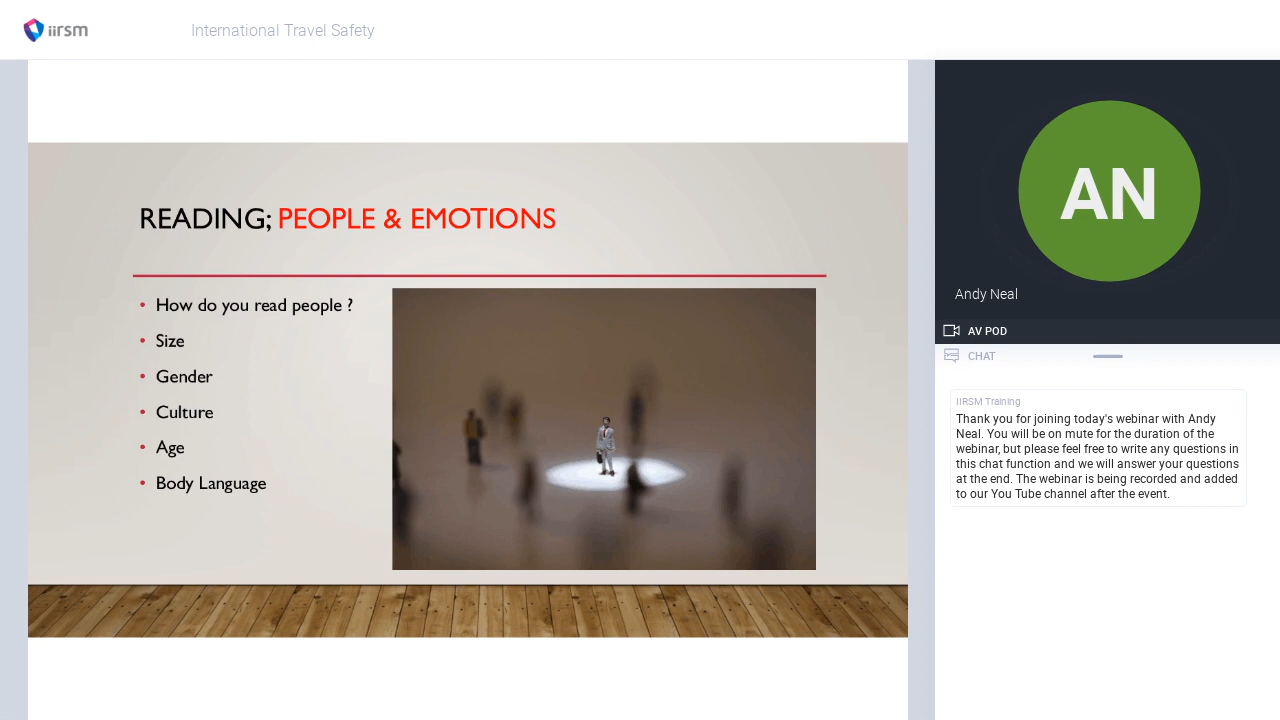 iirsm
International Travel Safety
READING; PEOPLE & EMOTIONS
• How do you read people ?
• Size
• Gender
• Culture
• Age
• Body Language
AN
Andy Neal
AV POD
CHAT
IIRSM Training
Thank you for joining today's webinar with Andy
Neal. You will be on mute for the duration of the
webinar, but please feel free to write any questions in
this chat function and we will answer your questions
at the end. The webinar is being recorded and added
to our You Tube channel after the event.